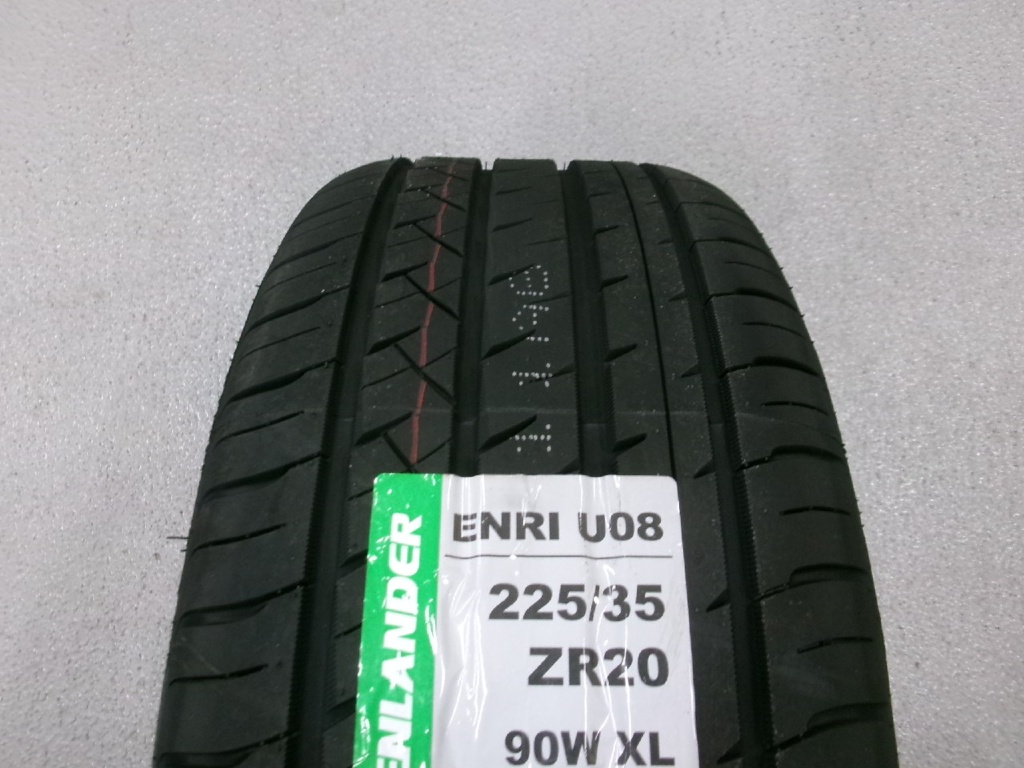 ENLANDER
ENRI U08
225/35
ZR20
90W XL